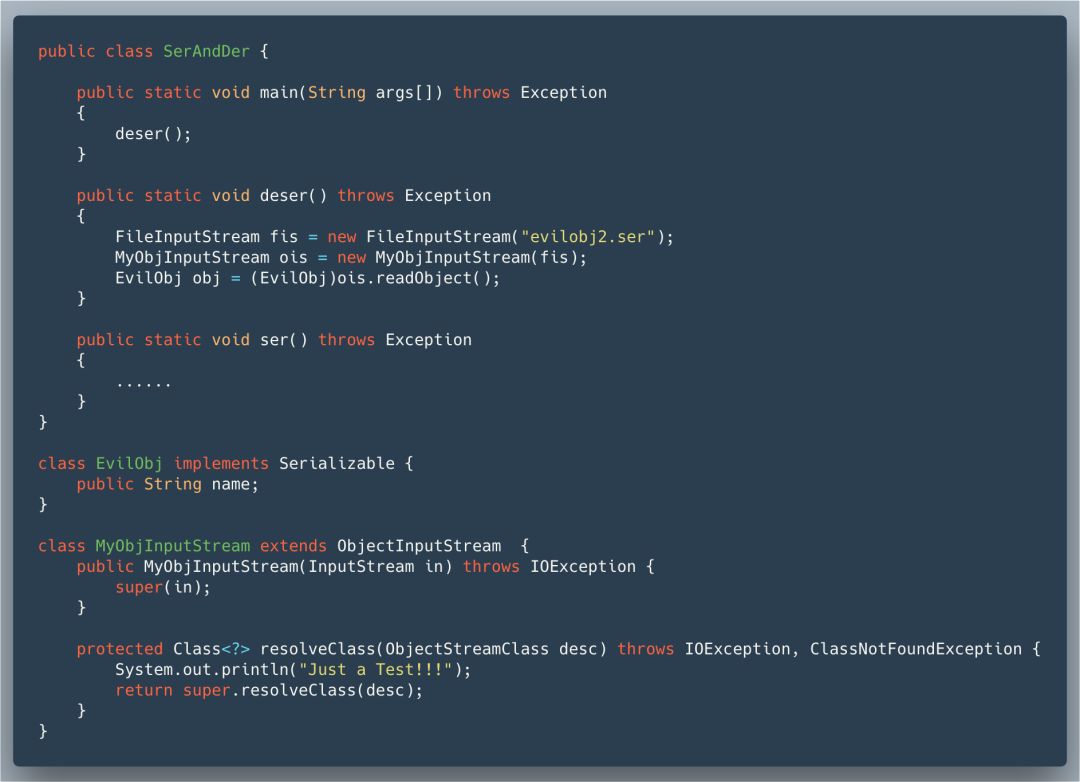 public class SerAndDer {

    public static void main(String args[]) throws Exception
    {
        deser();
    }

    public static void deser() throws Exception
    {
        FileInputStream fis = new FileInputStream("evilobj2.ser");
        MyObjInputStream ois = new MyObjInputStream(fis);
        EvilObj obj = (EvilObj)ois.readObject();
    }

    public static void ser() throws Exception
    {
        ......
    }
}

class EvilObj implements Serializable {
    public String name;
}

class MyObjInputStream extends ObjectInputStream  {
    public MyObjInputStream(InputStream in) throws IOException {
        super(in);
    }

    protected Class<?> resolveClass(ObjectStreamClass desc) throws IOException, ClassNotFoundException {
        System.out.println("Just a Test!!!");
        return super.resolveClass(desc);
    }
}